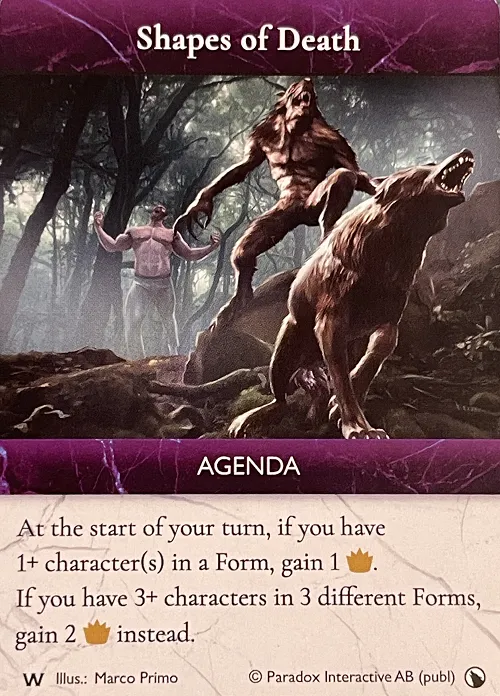 Shapes of Death
AGENDA
At the start of your turn, if you have
1+ character(s) in a Form, gain 1 .
If you have 3+ characters in 3 different Forms,
gain 2 instead.
W Illus.: Marco Primo © Paradox Interactive AB (publ)